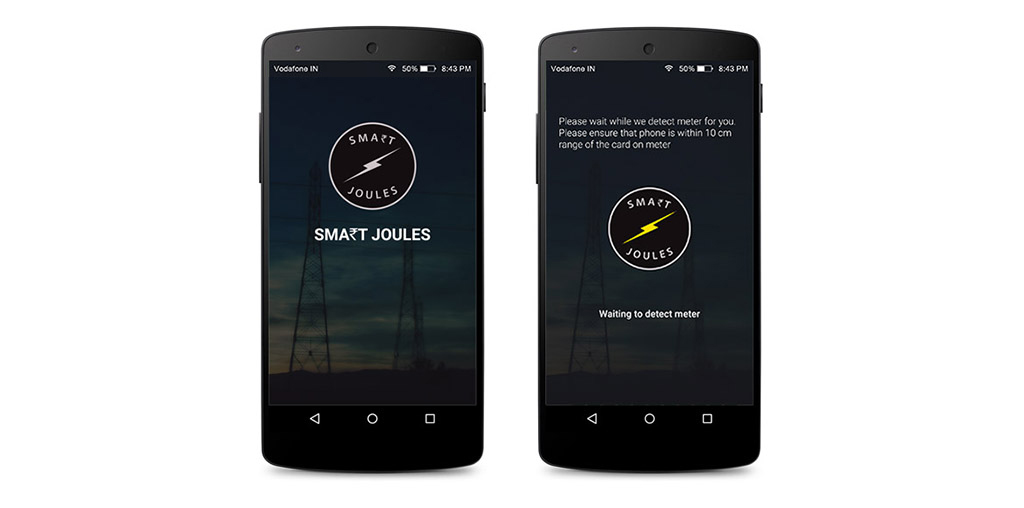 Vodafone IN 50% 8:43 PM
SMA₹T
JOULES
SMA₹T JOULES
Vodafone IN 50% 8:43 PM
Please wait while we detect meter for you.
Please ensure that phone is within 10 cm
range of the card on meter
SMA₹T
JOULES
Waiting to detect meter